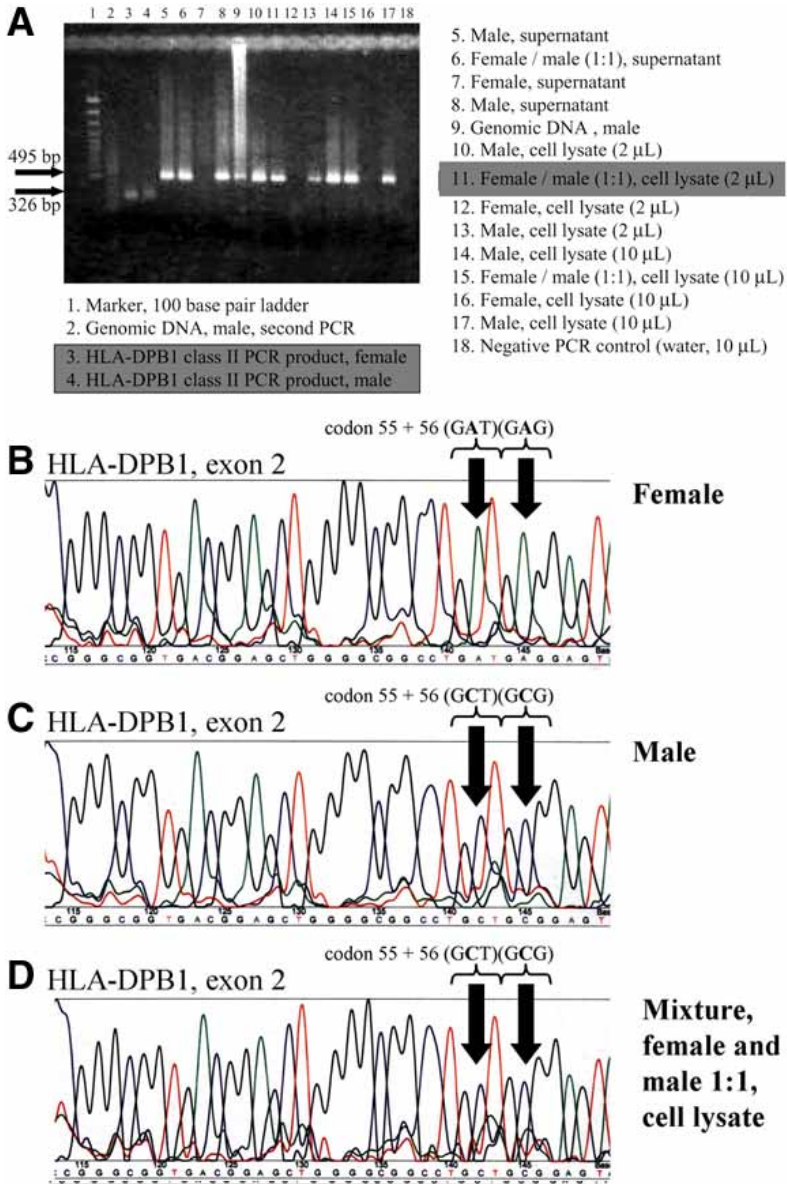 A
1 2 3 4 5 6 7 8 9 10 11 12 13 14 15 16 17 18
495 bp
326 bp
1. Marker, 100 base pair ladder
2. Genomic DNA, male, second PCR
3. HLA-DPB1 class II PCR product, female
4. HLA-DPB1 class II PCR product, male
5. Male, supernatant
6. Female / male (1:1), supernatant
7. Female, supernatant
8. Male, supernatant
9. Genomic DNA , male
10. Male, cell lysate (2 µL)
11. Female / male (1:1), cell lysate (2 µL)
12. Female, cell lysate (2 µL)
13. Male, cell lysate (2 µL)
14. Male, cell lysate (10 µL)
15. Female / male (1:1), cell lysate (10 µL)
16. Female, cell lysate (10 µL)
17. Male, cell lysate (10 µL)
18. Negative PCR control (water, 10 µL)
codon 55 + 56 (GAT)(GAG)
B
HLA-DPB1, exon 2
Female
115 120 125 130 135 140 145 Bas
C G G G C G G T G A C G G A G C T G G G G C G G C C T G A T G A G G A G T
codon 55 + 56 (GCT)(GCG)
C
HLA-DPB1, exon 2
Male
115 120 125 130 135 140 145 Bas
C G G G C G G T A C G G A G C T G G G G C G G C C T G C T G C G G A G T
codon 55 + 56 (GCT)(GCG)
D
HLA-DPB1, exon 2
Mixture,
female and
male 1:1,
cell lysate
115 120 125 130 135 140 145 Bas
C G G G C G G T G A C G G A G C T G G G G C G G C C T G C T G C G G A G T